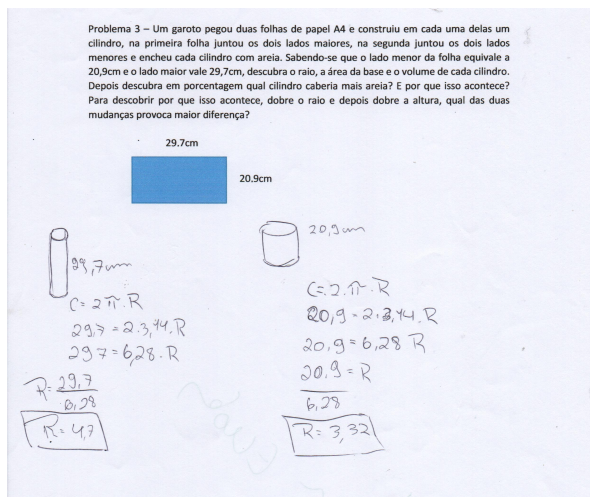 Problema 3 – Um garoto pegou duas folhas de papel A4 e construiu em cada uma delas um
cilindro, na primeira folha juntou os dois lados maiores, na segunda juntou os dois lados
menores e encheu cada cilindro com areia. Sabendo-se que o lado menor da folha equivale a
20,9cm e o lado maior vale 29,7cm, descubra o raio, a área da base e o volume de cada cilindro.
Depois descubra em porcentagem qual cilindro caberia mais areia? E por que isso acontece?
Para descobrir por que isso acontece, dobre o raio e depois dobre a altura, qual das duas
mudanças provoca maior diferença?
29.7cm
20.9cm
29,7cm
C= 2π.R
29,7=2.3,14.R
297=6,28.R
R=29,7
6,28
R=4,7
20,9cm
C=2.π.R
20,9=2.3,14.R
20,9=6,28 R
20,9=R
6,28
R=3,32